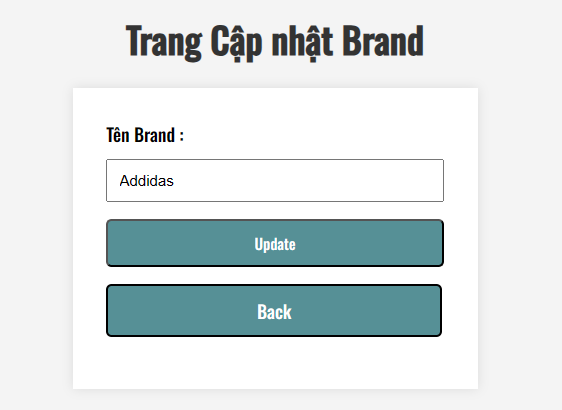 Trang Cập nhật Brand
Tên Brand :
Addidas
Update
Back